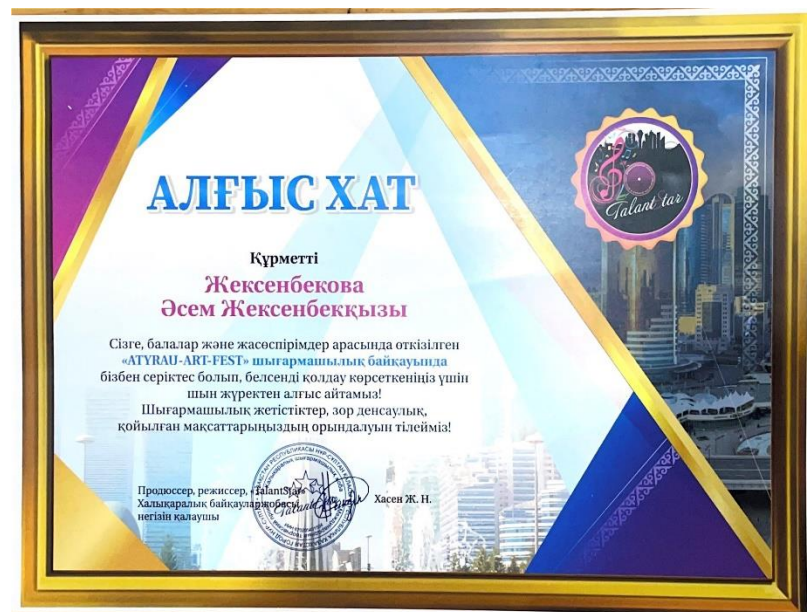 АЛҒЫС ХАТ
Talant tar
Құрметті
Жексенбекова
Әсем Жексенбекқызы
Сізге, балалар және жасөспірімдер арасында өткізілген
«ATYRAU-ART-FEST» шығармашылық байқауында
бізбен серіктес болып, белсенді қолдау көрсеткеніңіз үшін
шын жүректен алғыс айтамыз!
Шығармашылық жетістіктер, зор денсаулық,
қойылған мақсаттарыңыздың орындалуын тілейміз!
Продюссер, режиссер, «TalantStar»
Халықаралық байқаулар жобасы
негізін қалаушы
Хасен Ж. Н.